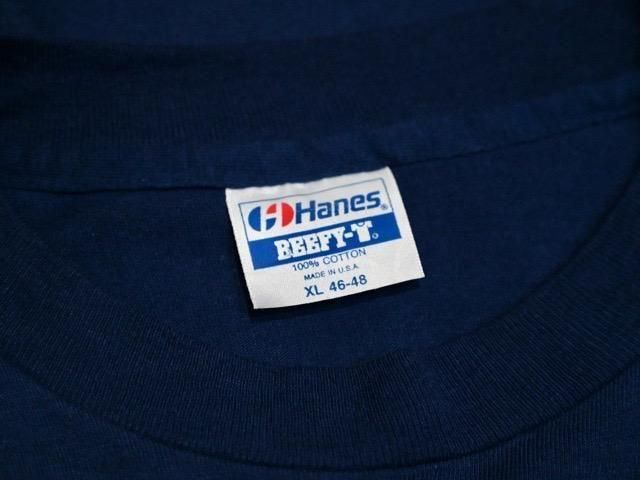 Hanes®
BEEFY-T®
100% COTTON
MADE IN U.S.A.
XL 46-48